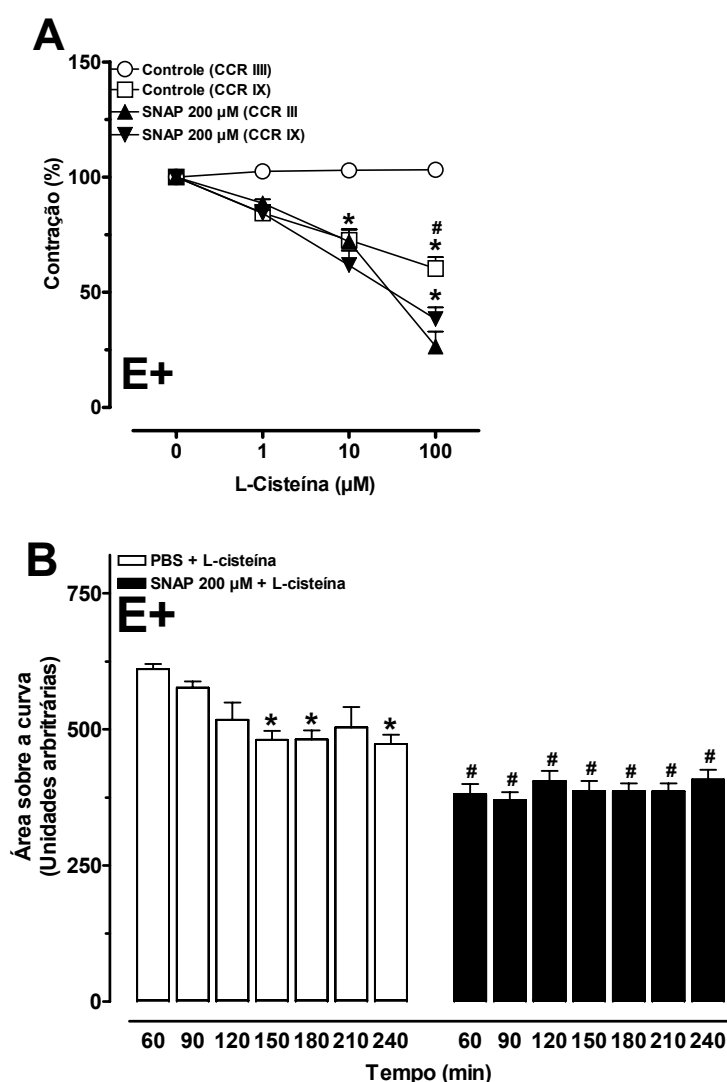 A
150
Controle (CCR IIII)
Controle (CCR IX)
SNAP 200 µM (CCR III
SNAP 200 µM (CCR IX)
100
50
0
Contração (%)
* # * *
E+
0 1 10 100
L-Cisteína (µM)
B
PBS + L-cisteína
SNAP 200 µM + L-cisteína
750
500
250
0
E+
Área sobre a curva
(Unidades arbritrárias)
* * *
# # # # # # #
60 90 120 150 180 210 240 60 90 120 150 180 210 240
Tempo (min)